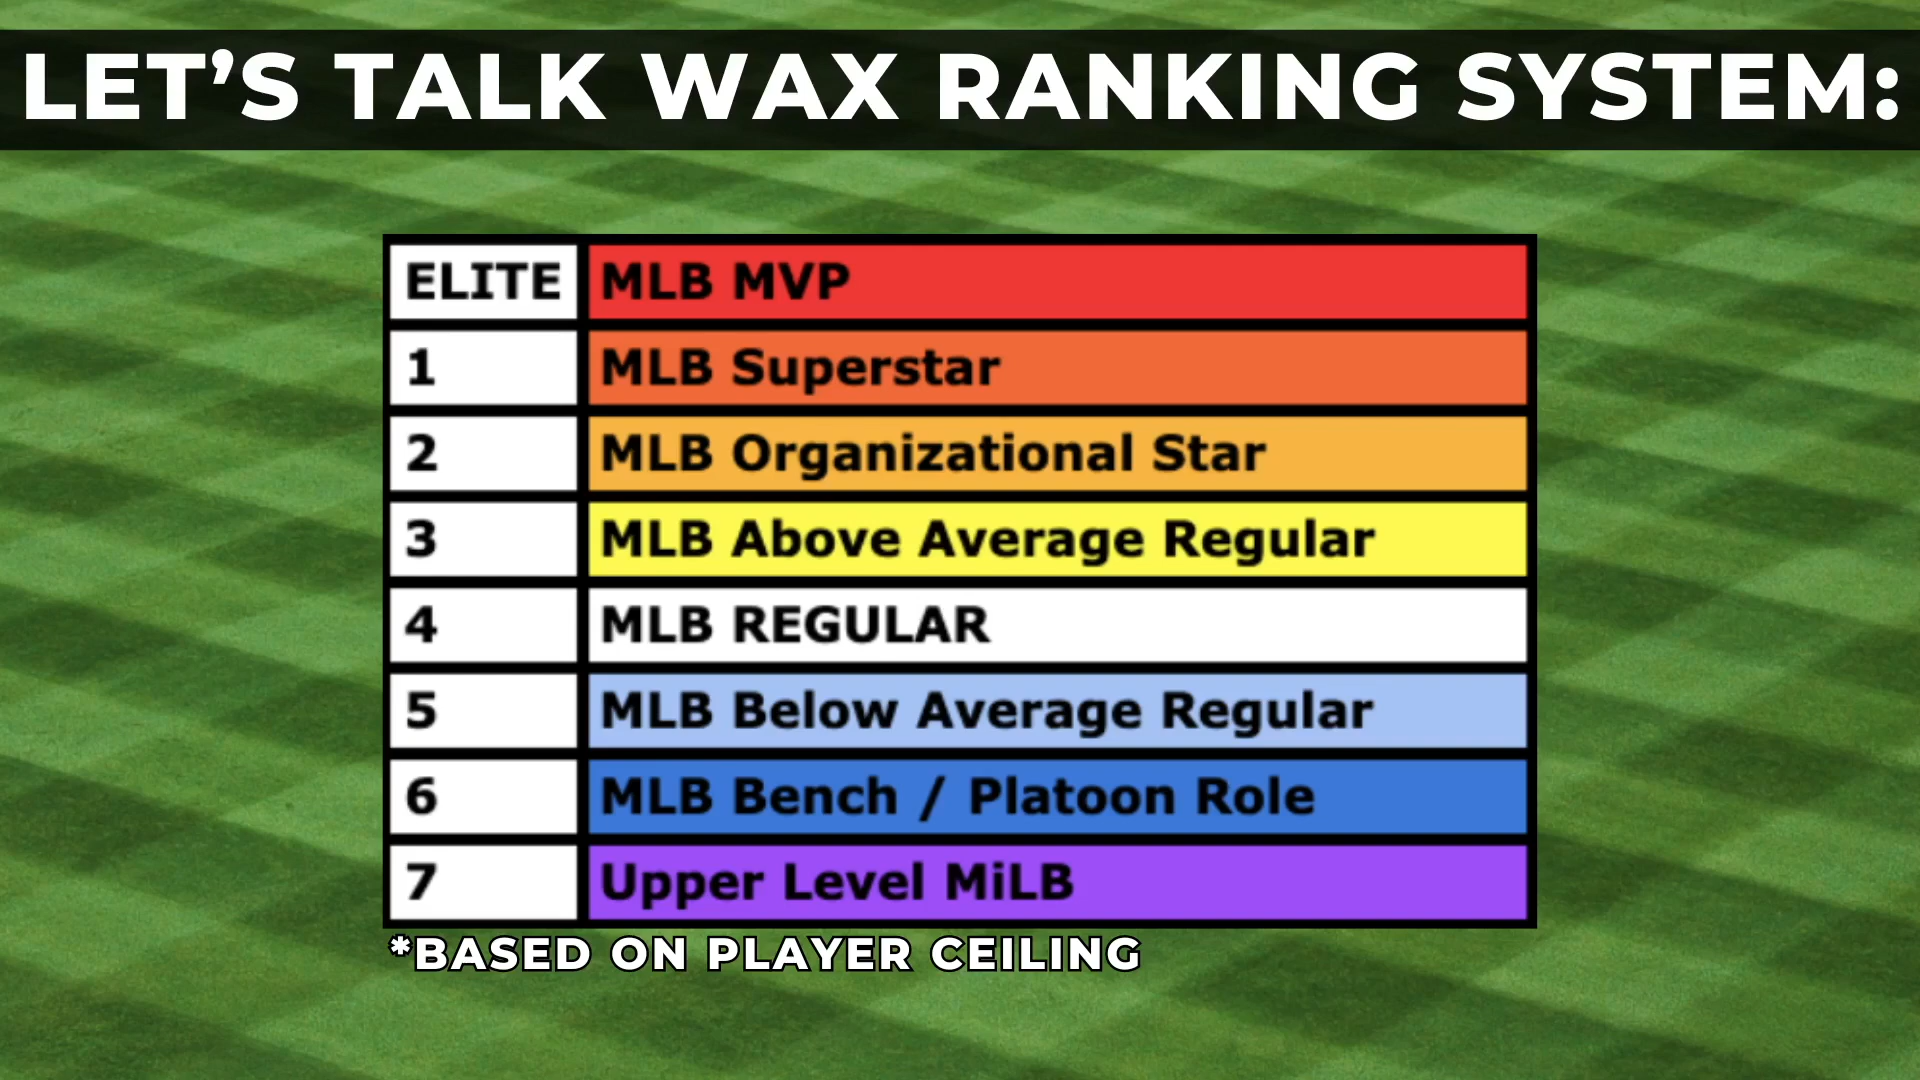 LET'S TALK WAX RANKING SYSTEM:
ELITE MLB MVP
1 MLB Superstar
2 MLB Organizational Star
3 MLB Above Average Regular
4 MLB REGULAR
5 MLB Below Average Regular
6 MLB Bench / Platoon Role
7 Upper Level MiLB
*BASED ON PLAYER CEILING